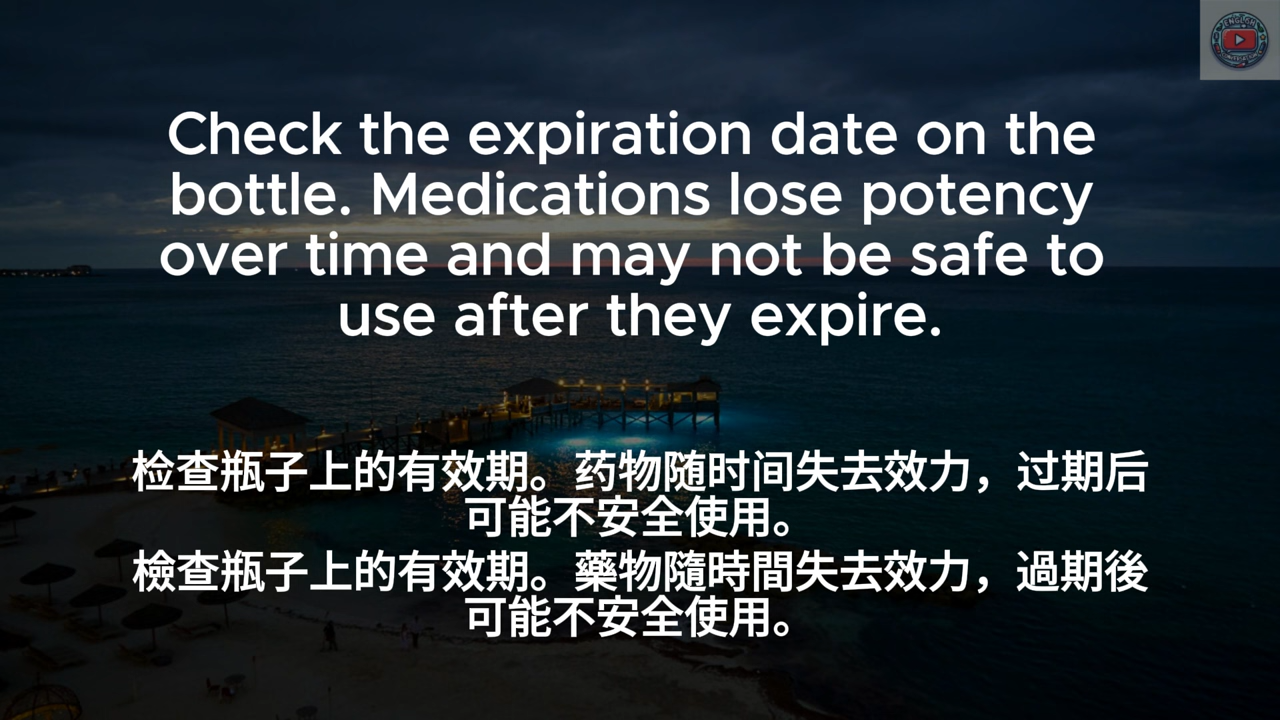 Check the expiration date on the
bottle. Medications lose potency
over time and may not be safe to
use after they expire.
检查瓶子上的有效期。药物随时间失去效力，过期后
可能不安全使用。
檢查瓶子上的有效期。藥物隨時間失去效力，過期後
可能不安全使用。